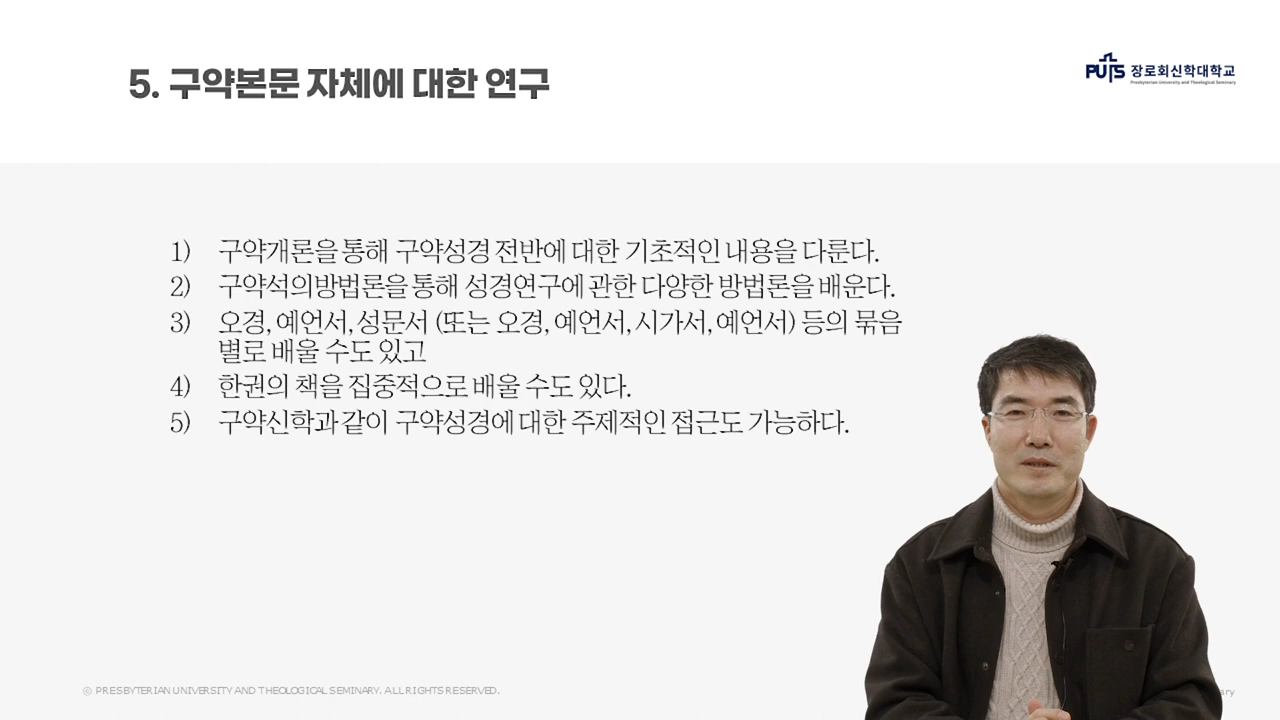 5. 구약본문 자체에 대한 연구
PUTS 장로회신학대학교
Presbyterian University and Theological Seminary
1) 구약개론을 통해 구약성경 전반에 대한 기초적인 내용을 다룬다.
2) 구약석의방법론을 통해 성경연구에 관한 다양한 방법론을 배운다.
3) 오경, 예언서, 성문서 (또는 오경, 예언서, 시가서, 예언서) 등의 묶음
별로 배울 수도 있고
4) 한권의 책을 집중적으로 배울 수도 있다.
5) 구약신학과 같이 구약성경에 대한 주제적인 접근도 가능하다.
© PRESBYTERIAN UNIVERSITY AND THEOLOGICAL SEMINARY. ALL RIGHTS RESERVED.